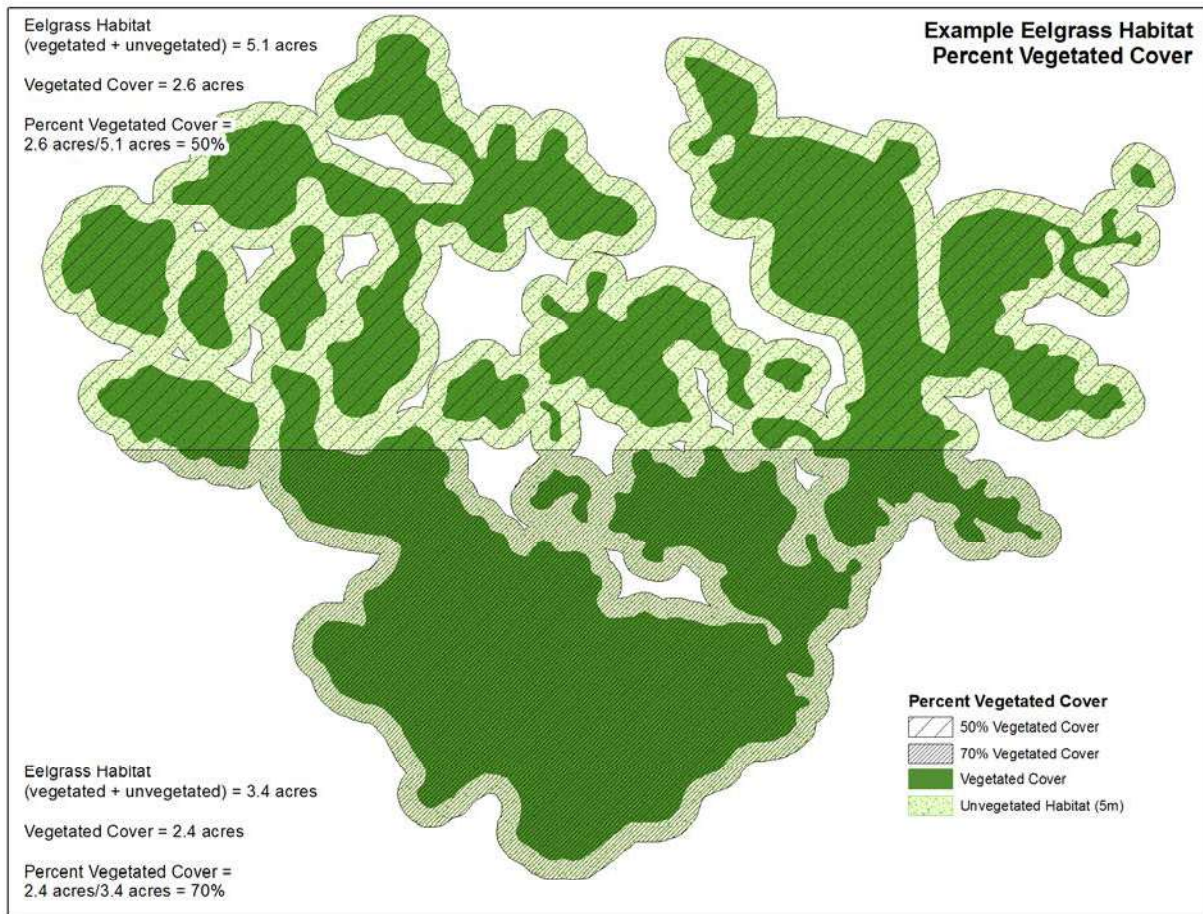 Eelgrass Habitat
(vegetated + unvegetated) = 5.1 acres
Vegetated Cover = 2.6 acres
Percent Vegetated Cover =
2.6 acres/5.1 acres = 50%
Example Eelgrass Habitat
Percent Vegetated Cover
Eelgrass Habitat
(vegetated + unvegetated) = 3.4 acres
Vegetated Cover = 2.4 acres
Percent Vegetated Cover =
2.4 acres/3.4 acres = 70%
Percent Vegetated Cover
50% Vegetated Cover
70% Vegetated Cover
Vegetated Cover
Unvegetated Habitat (5m)